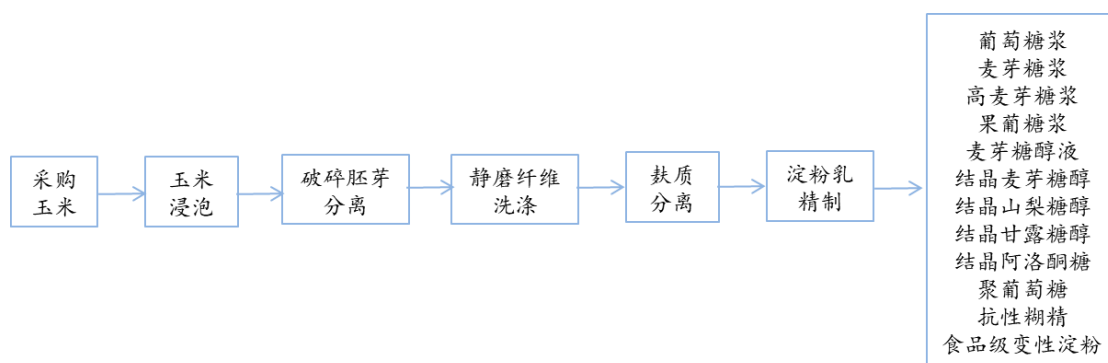 采购
玉米
玉米
浸泡
破碎胚芽
分离
静磨纤维
洗涤
麸质
分离
淀粉乳
精制
葡萄糖浆
麦芽糖浆
高麦芽糖浆
果葡糖浆
麦芽糖醇液
结晶麦芽糖醇
结晶山梨糖醇
结晶甘露糖醇
结晶阿洛酮糖
聚葡萄糖
抗性糊精
食品级变性淀粉